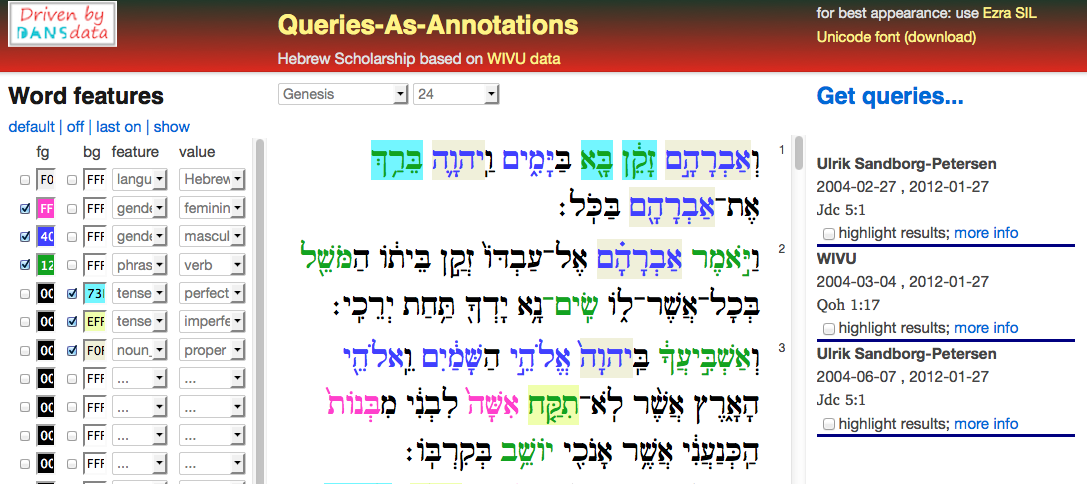 Driven by
DANSdata
Queries-As-Annotations
Hebrew Scholarship based on WIVU data
for best appearance: use Ezra SIL
Unicode font (download)
Word features
default | off | last on | show
fg bg feature value
F0 FFF langu Hebrew
FF FFF gende feminin
40 FFF gende mascul
12 FFF phras verb
00 73 tense perfect
00 EFF tense imperfe
00 F0F noun_ proper
00 FFF ... ...
00 FFF ... ...
00 FFF ... ...
00 FFF ... ...
Genesis 24
1 וְאַבְרָהָ֣ם זָקֵ֔ן בָּ֖א בַּיָּמִ֑ים וַֽיהוָ֛ה בֵּרַ֥ךְ
אֶת־אַבְרָהָ֖ם בַּכֹּֽל׃
2 וַיֹּ֣אמֶר אַבְרָהָ֗ם אֶל־עַבְדּוֹ֙ זְקַ֣ן בֵּיתֹ֔ו הַמֹּשֵׁ֖ל
בְּכָל־אֲשֶׁר־לֹ֑ו שִֽׂים־נָ֥א יָדְךָ֖ תַּ֥חַת יְרֵכִֽי׃
3 וְאַשְׁבִּ֣יעֲךָ֔ בַּֽיהוָה֙ אֱלֹהֵ֣י הַשָּׁמַ֔יִם וֵֽאלֹהֵ֖י
הָאָ֑רֶץ אֲשֶׁ֨ר לֹֽא־תִקַּ֤ח אִשָּׁה֙ לִבְנִ֔י מִבְּנוֹת֙
הַֽכְּנַעֲנִ֔י אֲשֶׁ֥ר אָנֹכִ֖י יוֹשֵׁ֥ב בְּקִרְבֹּֽו׃
Get queries...
Ulrik Sandborg-Petersen
2004-02-27 , 2012-01-27
Jdc 5:1
highlight results; more info
WIVU
2004-03-04 , 2012-01-27
Qoh 1:17
highlight results; more info
Ulrik Sandborg-Petersen
2004-06-07 , 2012-01-27
Jdc 5:1
highlight results; more info